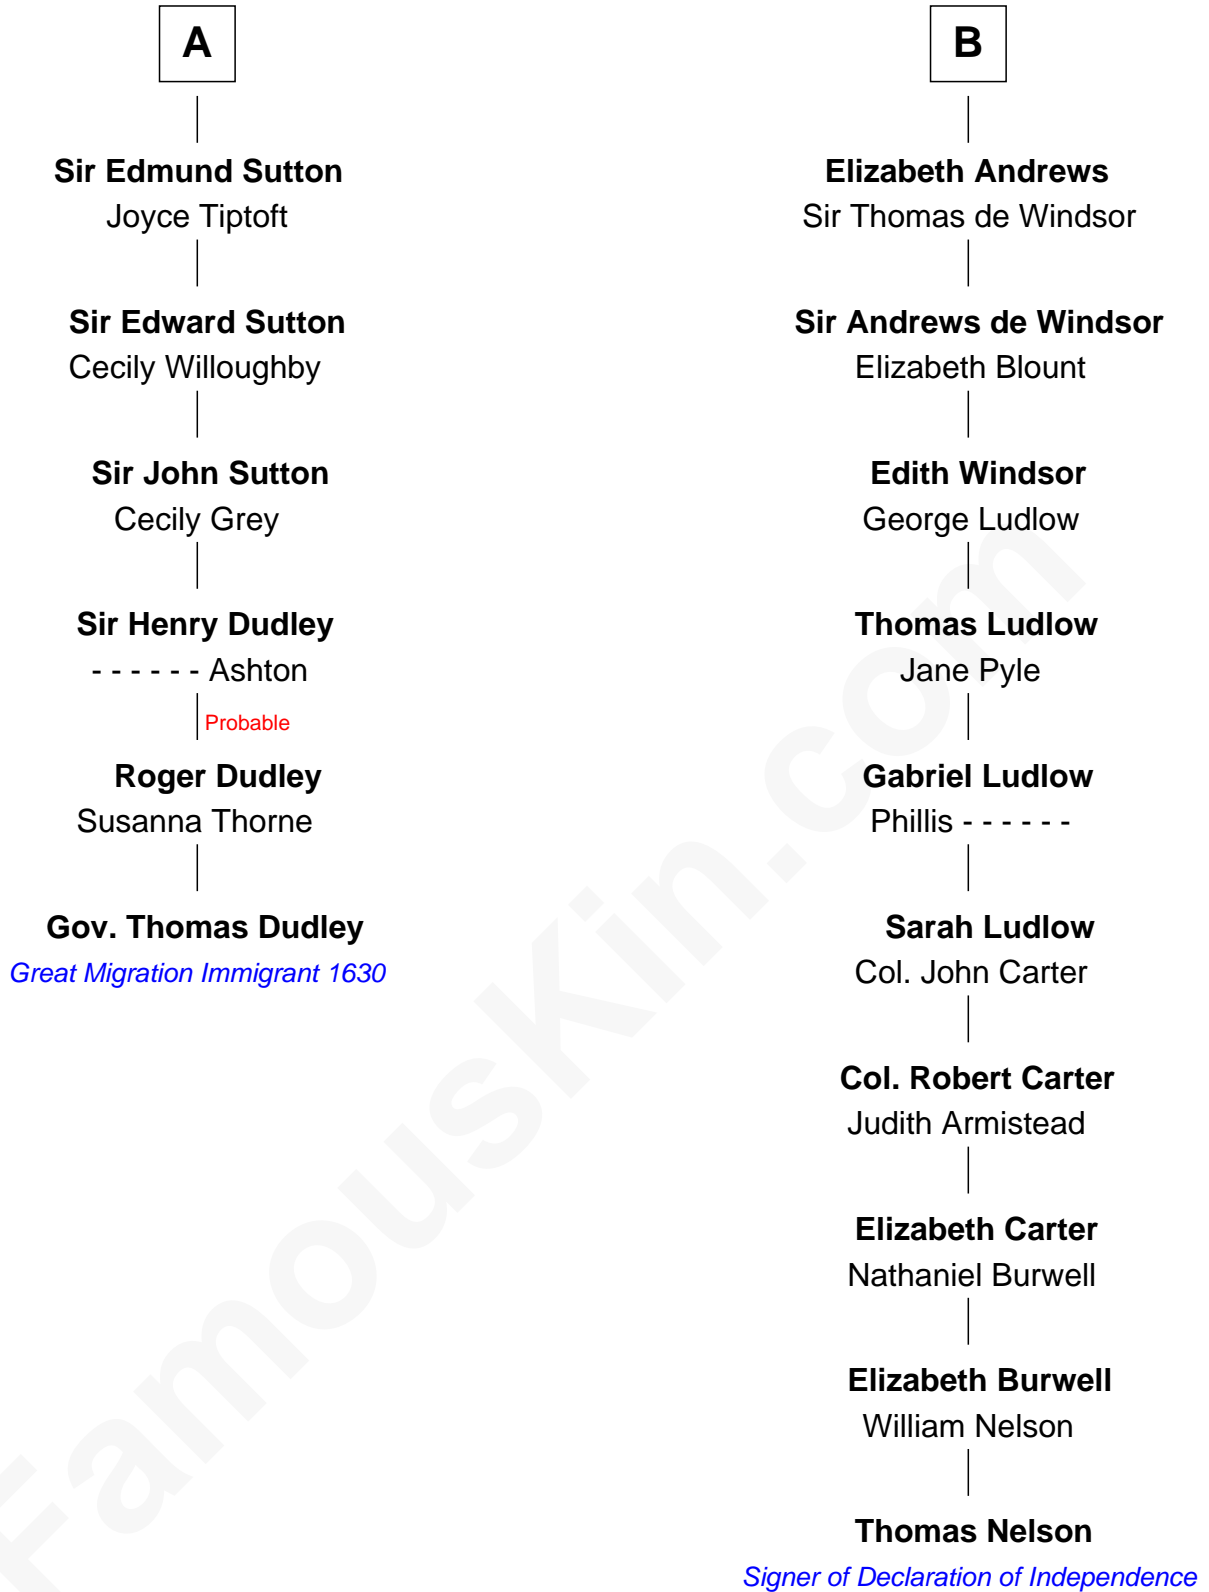 A
Sir Edmund Sutton
Joyce Tiptoft
Sir Edward Sutton
Cecily Willoughby
Sir John Sutton
Cecily Grey
Sir Henry Dudley
- - - - - - Ashton
Probable
Roger Dudley
Susanna Thorne
Gov. Thomas Dudley
Great Migration Immigrant 1630
B
Elizabeth Andrews
Sir Thomas de Windsor
Sir Andrews de Windsor
Elizabeth Blount
Edith Windsor
George Ludlow
Thomas Ludlow
Jane Pyle
Gabriel Ludlow
Phillis - - - - - -
Sarah Ludlow
Col. John Carter
Col. Robert Carter
Judith Armistead
Elizabeth Carter
Nathaniel Burwell
Elizabeth Burwell
William Nelson
Thomas Nelson
Signer of Declaration of Independence
FamousKin.com